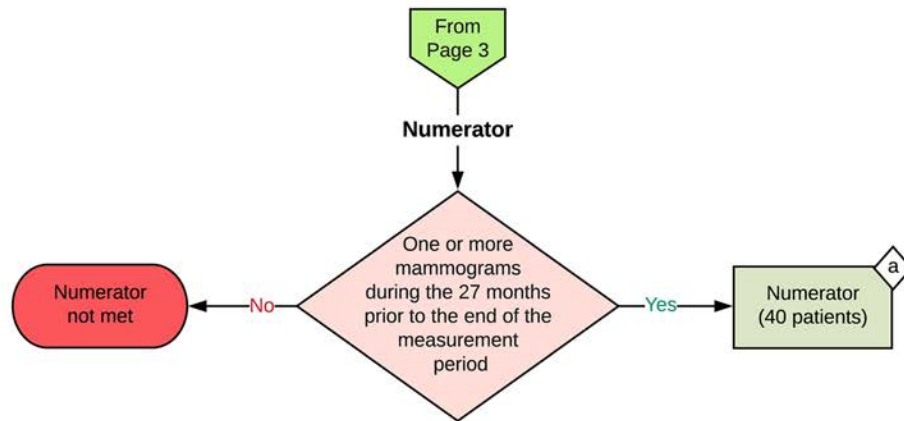 From
Page 3
Numerator
One or more
mammograms
during the 27 months
prior to the end of the
measurement
period
No
Numerator
not met
Yes
Numerator
(40 patients)
a